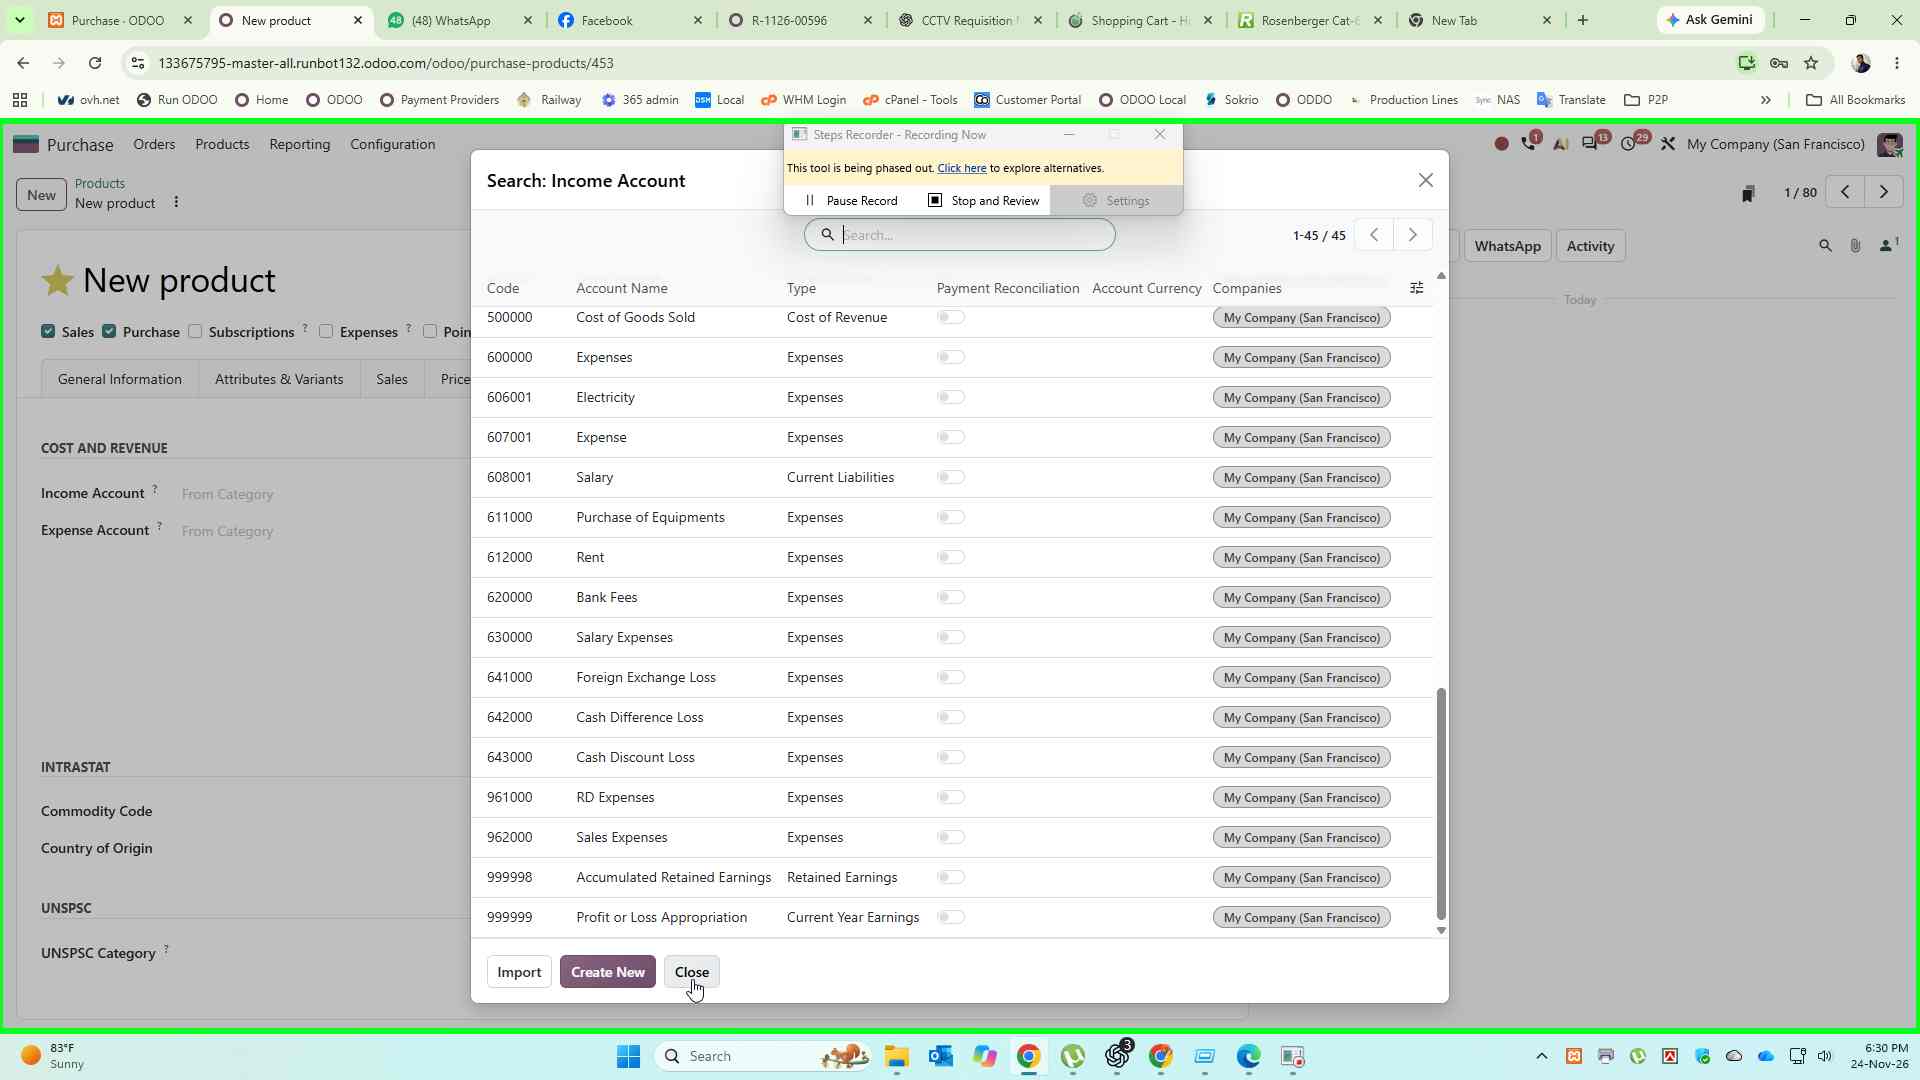 Purchase - ODOO
New product
(48) WhatsApp
Facebook
R-1126-00596
CCTV Requisition
Shopping Cart - H
Rosenberger Cat-6
New Tab
Ask Gemini
133675795-master-all.runbot132.odoo.com/odoo/purchase-products/453
ovh.net
Run ODOO
Home
ODOO
Payment Providers
Railway
365 admin
Local
WHM Login
cPanel - Tools
Customer Portal
ODOO Local
Sokrio
ODDO
Production Lines
NAS
Translate
P2P
All Bookmarks
Steps Recorder - Recording Now
This tool is being phased out. Click here to explore alternatives.
Pause Record
Stop and Review
Settings
Purchase
Orders
Products
Reporting
Configuration
1
13
29
My Company (San Francisco)
New
Products
New product
1 / 80
WhatsApp
Activity
1
Today
New product
Sales
Purchase
Subscriptions ?
Expenses ?
Poin
General Information
Attributes & Variants
Sales
Price
COST AND REVENUE
Income Account ? From Category
Expense Account ? From Category
INTRASTAT
Commodity Code
Country of Origin
UNSPSC
UNSPSC Category ?
Search: Income Account
Search...
1-45 / 45
Code Account Name Type Payment Reconciliation Account Currency Companies
500000 Cost of Goods Sold Cost of Revenue My Company (San Francisco)
600000 Expenses Expenses My Company (San Francisco)
606001 Electricity Expenses My Company (San Francisco)
607001 Expense Expenses My Company (San Francisco)
608001 Salary Current Liabilities My Company (San Francisco)
611000 Purchase of Equipments Expenses My Company (San Francisco)
612000 Rent Expenses My Company (San Francisco)
620000 Bank Fees Expenses My Company (San Francisco)
630000 Salary Expenses Expenses My Company (San Francisco)
641000 Foreign Exchange Loss Expenses My Company (San Francisco)
642000 Cash Difference Loss Expenses My Company (San Francisco)
643000 Cash Discount Loss Expenses My Company (San Francisco)
961000 RD Expenses Expenses My Company (San Francisco)
962000 Sales Expenses Expenses My Company (San Francisco)
999998 Accumulated Retained Earnings Retained Earnings My Company (San Francisco)
999999 Profit or Loss Appropriation Current Year Earnings My Company (San Francisco)
Import
Create New
Close
83°F
Sunny
Search
3
6:30 PM
24-Nov-26